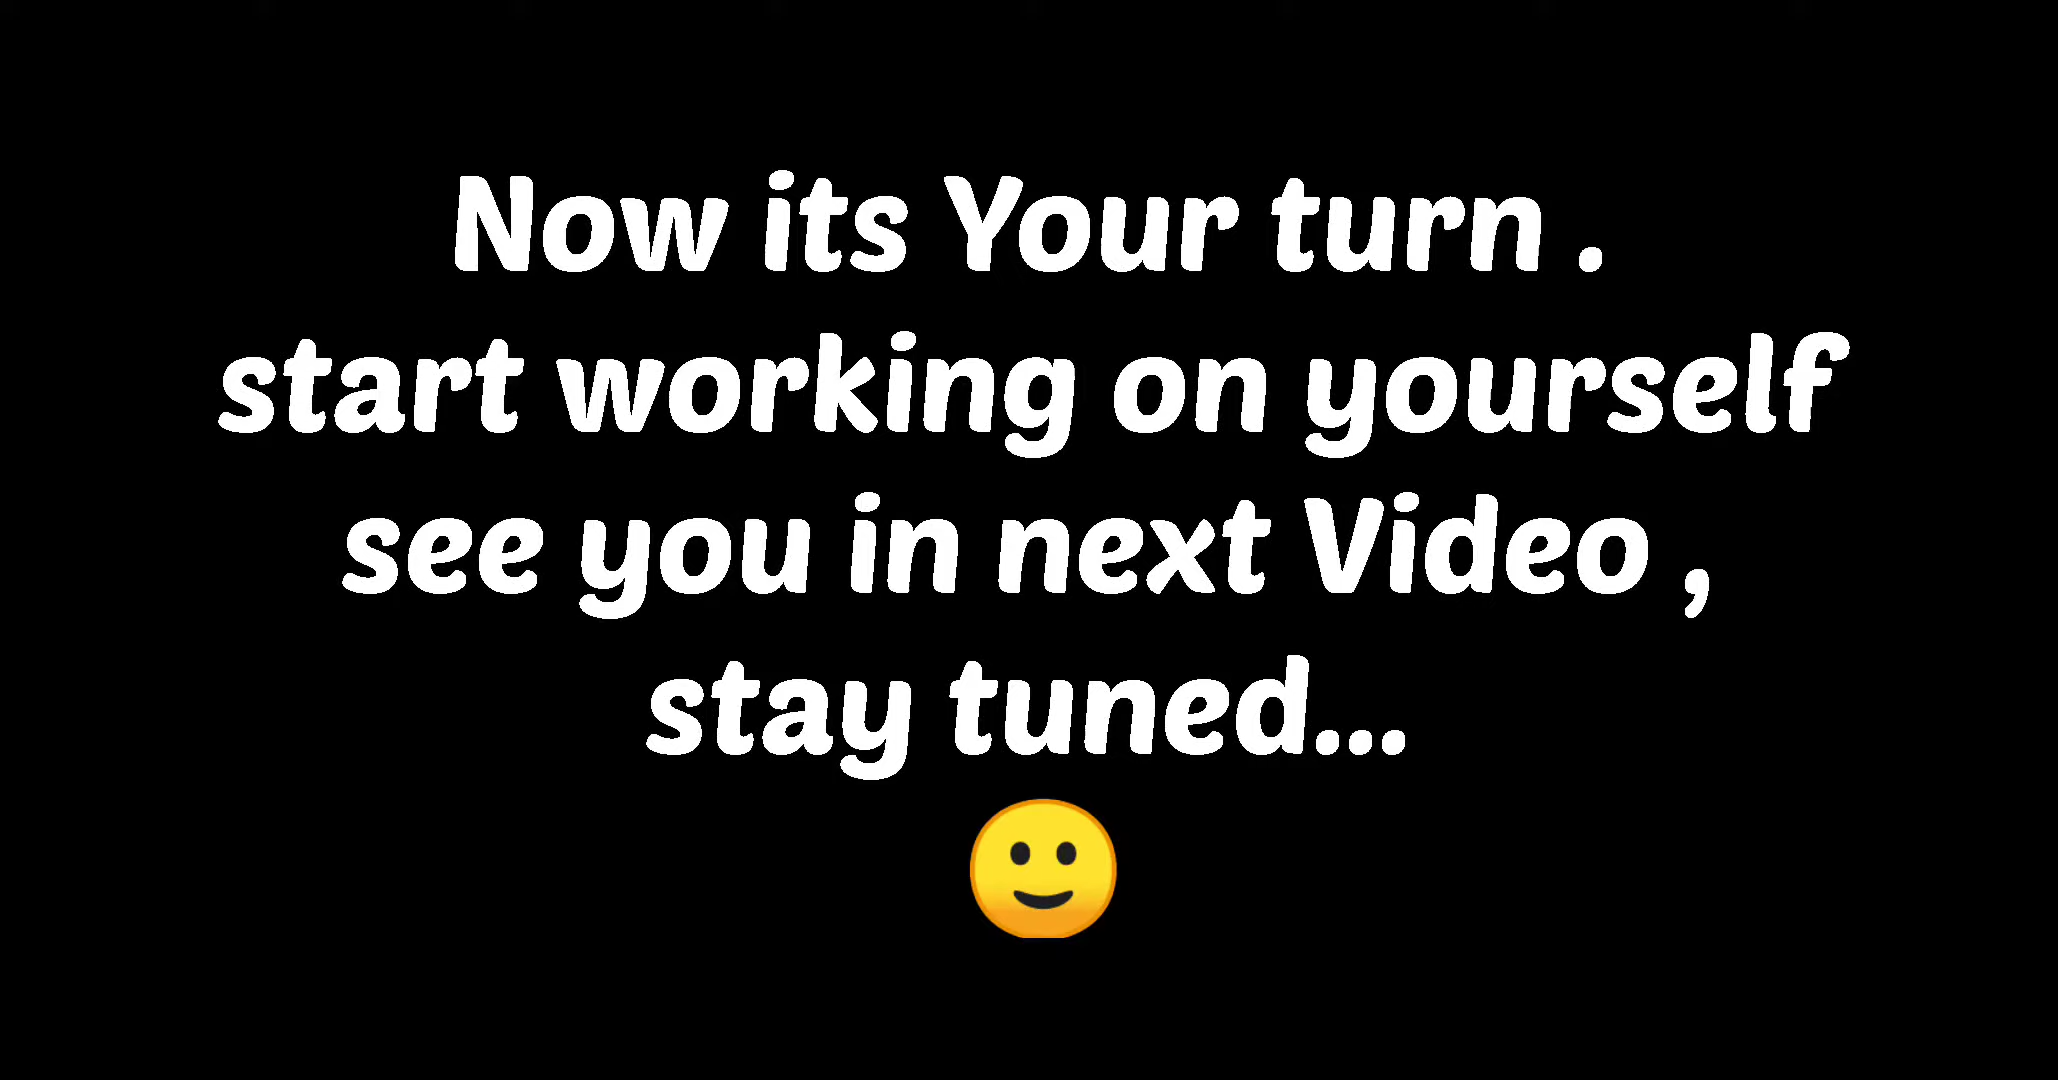 Now its Your turn .
start working on yourself
see you in next Video ,
stay tuned...
🙂